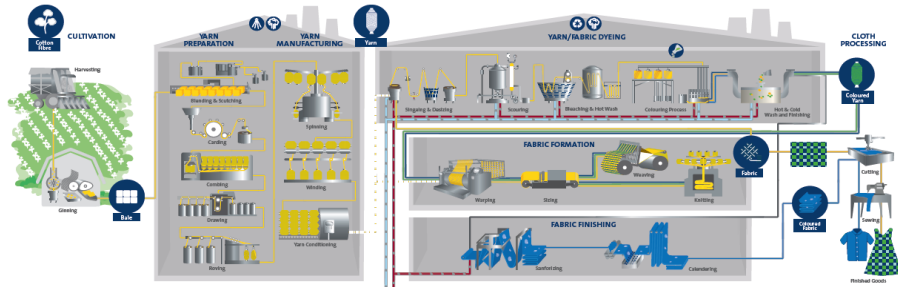 Cotton
Fibre
CULTIVATION
Harvesting
Ginning
Bale
YARN
PREPARATION
Blending & Scutching
Carding
Combing
Drawing
Roving
YARN
MANUFACTURING
Spinning
Winding
Yarn Conditioning
Yarn
YARN/FABRIC DYEING
Singeing & Desizing
Scouring
Bleaching & Hot Wash
Colouring Process
Hot & Cold
Wash and Finishing
FABRIC FORMATION
Warping
Sizing
Weaving
Knitting
Fabric
FABRIC FINISHING
Sanforizing
Calendering
Coloured
Fabric
CLOTH
PROCESSING
Coloured
Yarn
Cutting
Sewing
Finished Goods